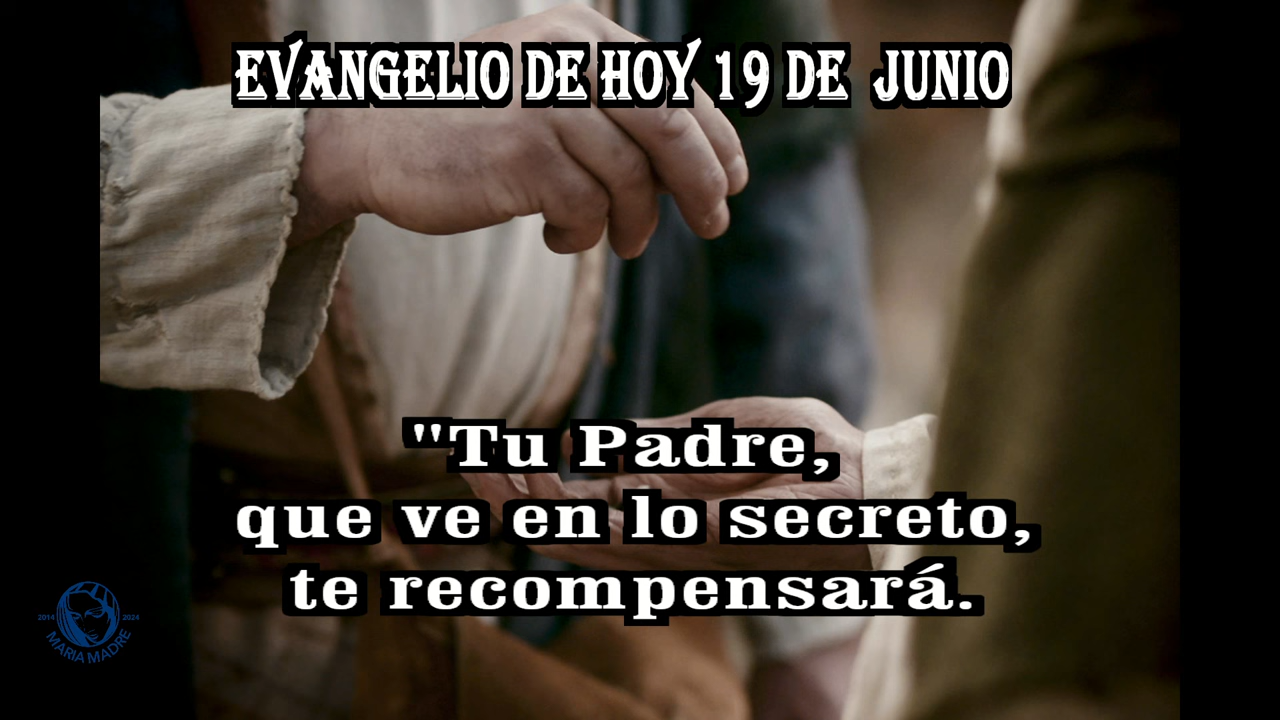 EVANGELIO DE HOY 19 DE JUNIO
"Tu Padre,
que ve en lo secreto,
te recompensará.
2014 2024
MARIA MADRE